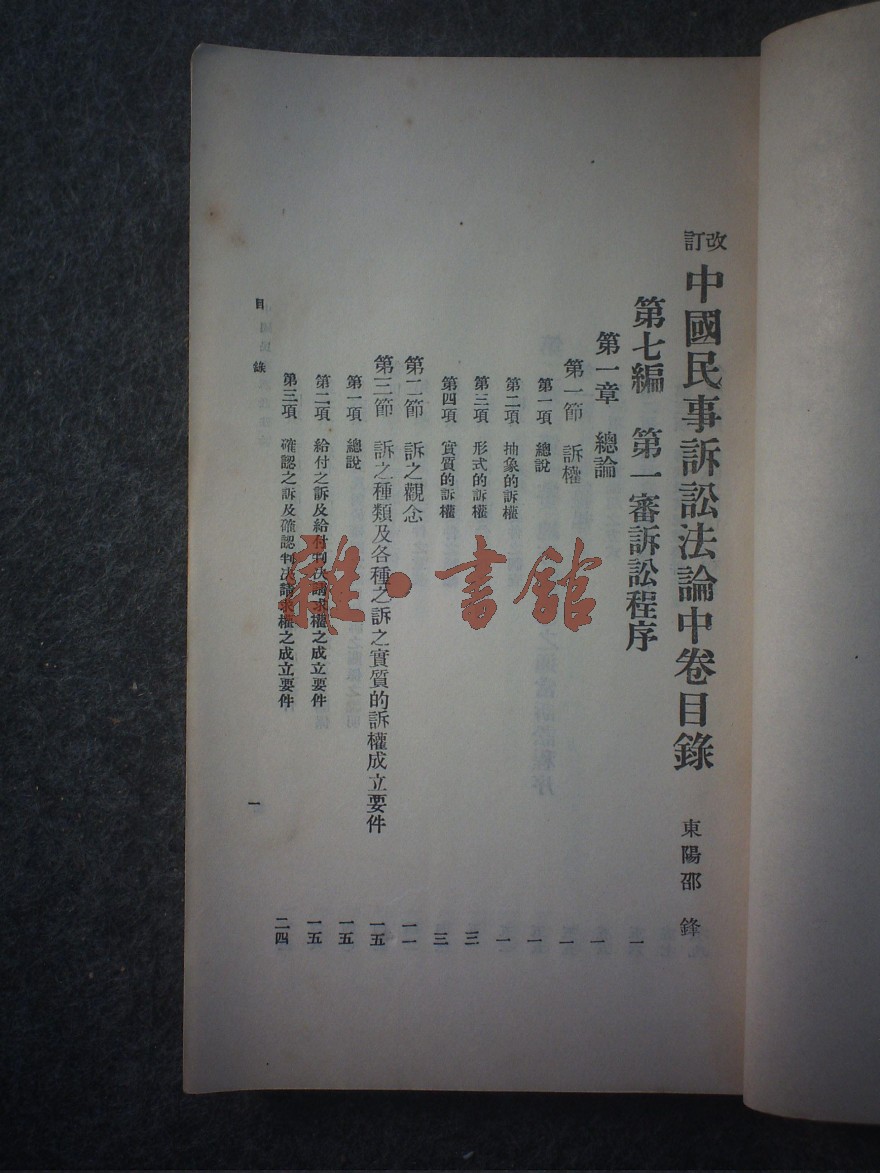 改訂 中國民事訴訟法論中卷目錄 東陽邵 鋒
第七編 第一審訴訟程序 一
第一章 總論 一
第一節 訴權 一
第一項 總說 一
第二項 抽象的訴權 一
第三項 形式的訴權 三
第四項 實質的訴權 三
第二節 訴之觀念 一一
第三節 訴之種類及各種之訴之實質的訴權成立要件 一五
第一項 總說 一五
第二項 給付之訴及給付判決請求權之成立要件 一五
第三項 確認之訴及確認判決請求權之成立要件 二四
目錄 一
雜·書館